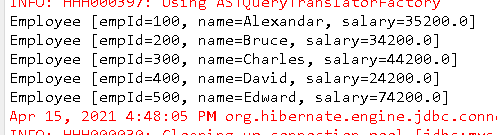 INFO: HHH000397: Using ASTQueryTranslatorFactory
Employee [empId=100, name=Alexandar, salary=35200.0]
Employee [empId=200, name=Bruce, salary=34200.0]
Employee [empId=300, name=Charles, salary=44200.0]
Employee [empId=400, name=David, salary=24200.0]
Employee [empId=500, name=Edward, salary=74200.0]
Apr 15, 2021 4:48:05 PM org.hibernate.engine.jdbc.conn
INFO: HHH000030: Cleaning up connection pool [jdbc:mys